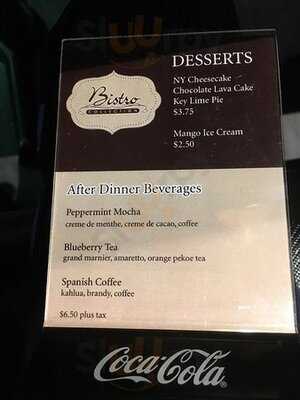 Bistro
COLLECTION
DESSERTS
NY Cheesecake
Chocolate Lava Cake
Key Lime Pie
$3.75
Mango Ice Cream
$2.50
After Dinner Beverages
Peppermint Mocha
creme de menthe, creme de cacao, coffee
Blueberry Tea
grand marnier, amaretto, orange pekoe tea
Spanish Coffee
kahlua, brandy, coffee
$6.50 plus tax
Coca-Cola